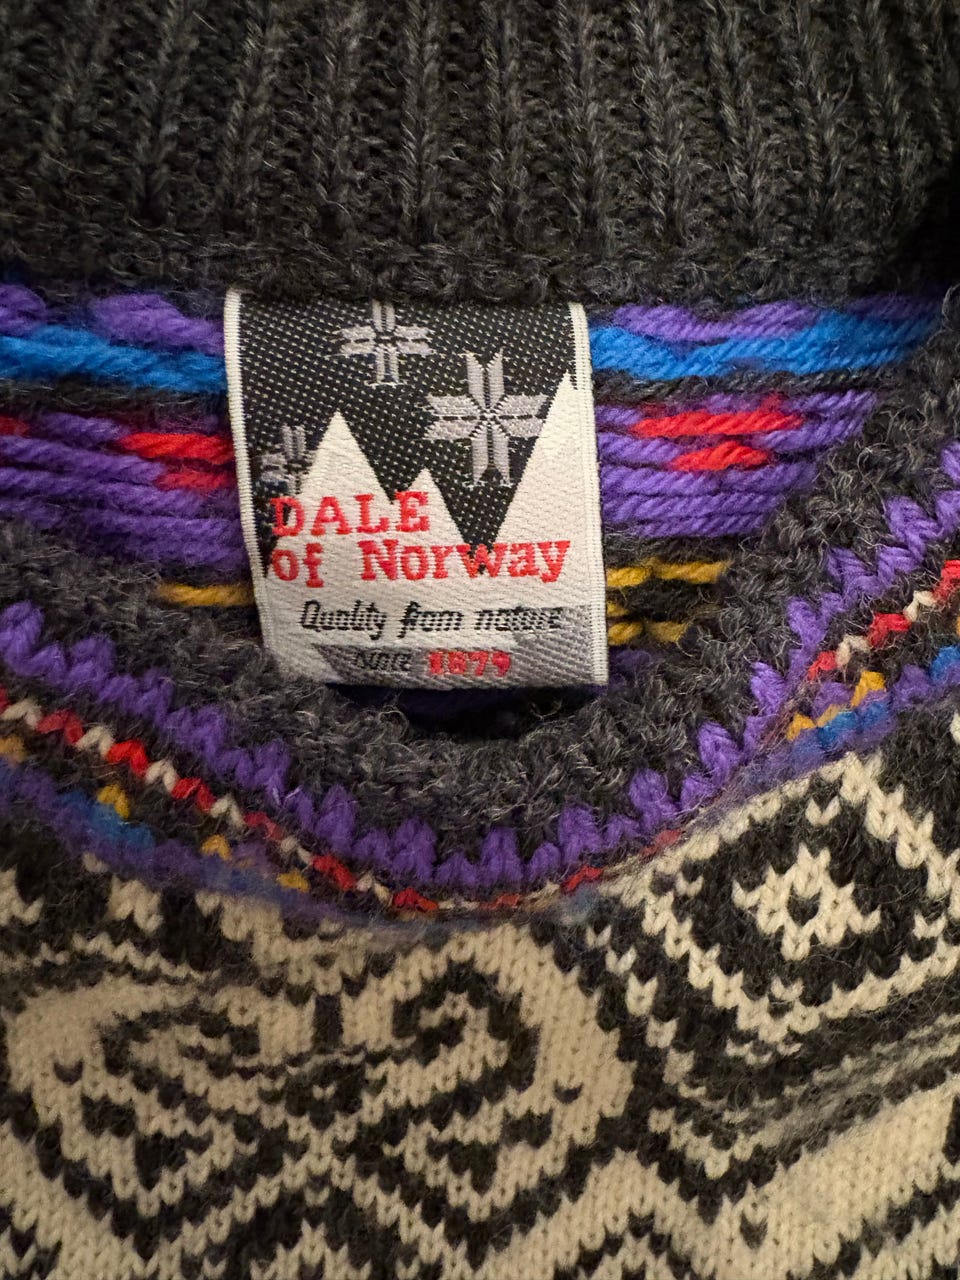 DALE
of Norway
Quality from nature
since 1879